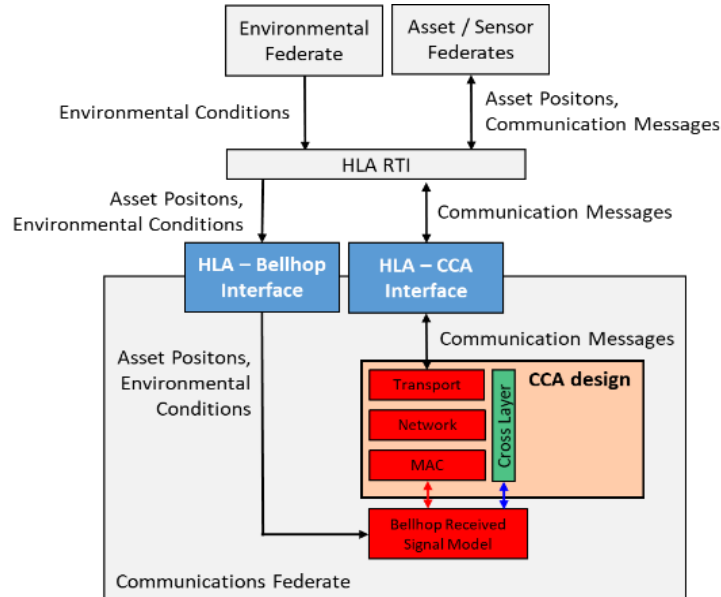 Environmental
Federate
Asset / Sensor
Federates
Environmental Conditions
Asset Positons,
Communication Messages
HLA RTI
Asset Positons,
Environmental Conditions
Communication Messages
HLA – Bellhop
Interface
HLA – CCA
Interface
Communication Messages
Asset Positons,
Environmental
Conditions
CCA design
Transport
Network
MAC
Cross Layer
Bellhop Received
Signal Model
Communications Federate